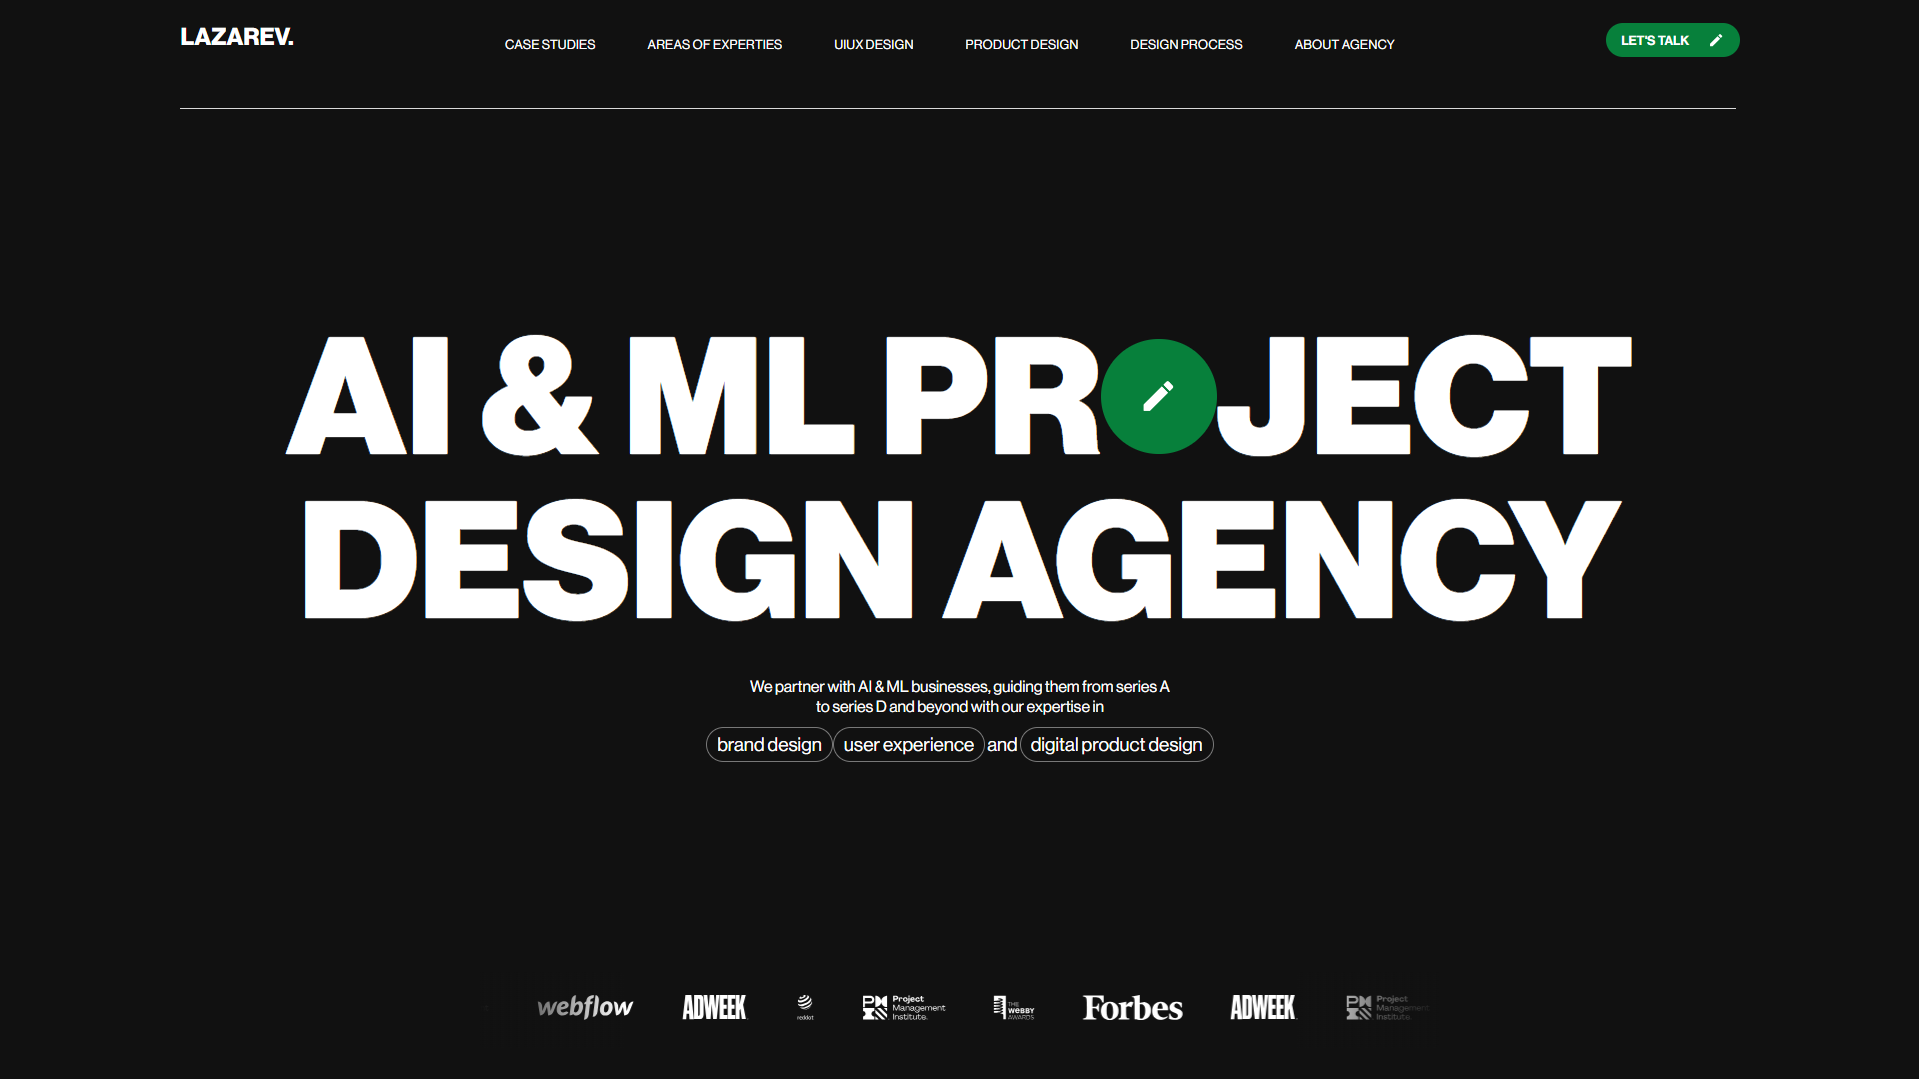 LAZAREV.
CASE STUDIES
AREAS OF EXPERTIES
UIUX DESIGN
PRODUCT DESIGN
DESIGN PROCESS
ABOUT AGENCY
LET'S TALK
AI & ML PR JECT
DESIGN AGENCY
We partner with AI & ML businesses, guiding them from series A
to series D and beyond with our expertise in
brand design user experience and digital product design
webflow
ADWEEK
reddot
Project
Management
Institute.
THE
WEBBY
AWARDS
Forbes
ADWEEK
Project
Management
Institute.